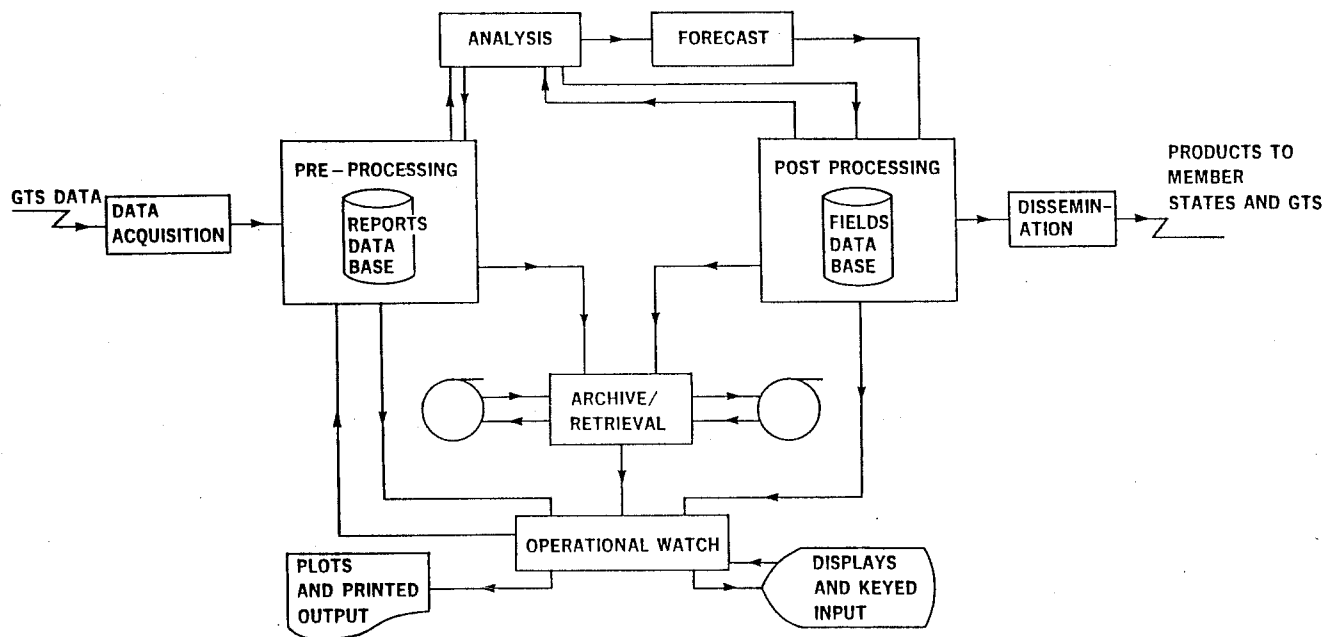 ANALYSIS
FORECAST
PRE-PROCESSING
REPORTS
DATA
BASE
POST PROCESSING
FIELDS
DATA
BASE
GTS DATA
DATA
ACQUISITION
DISSEMIN-
ATION
PRODUCTS TO
MEMBER
STATES AND GTS
ARCHIVE/
RETRIEVAL
OPERATIONAL WATCH
PLOTS
AND PRINTED
OUTPUT
DISPLAYS
AND KEYED
INPUT